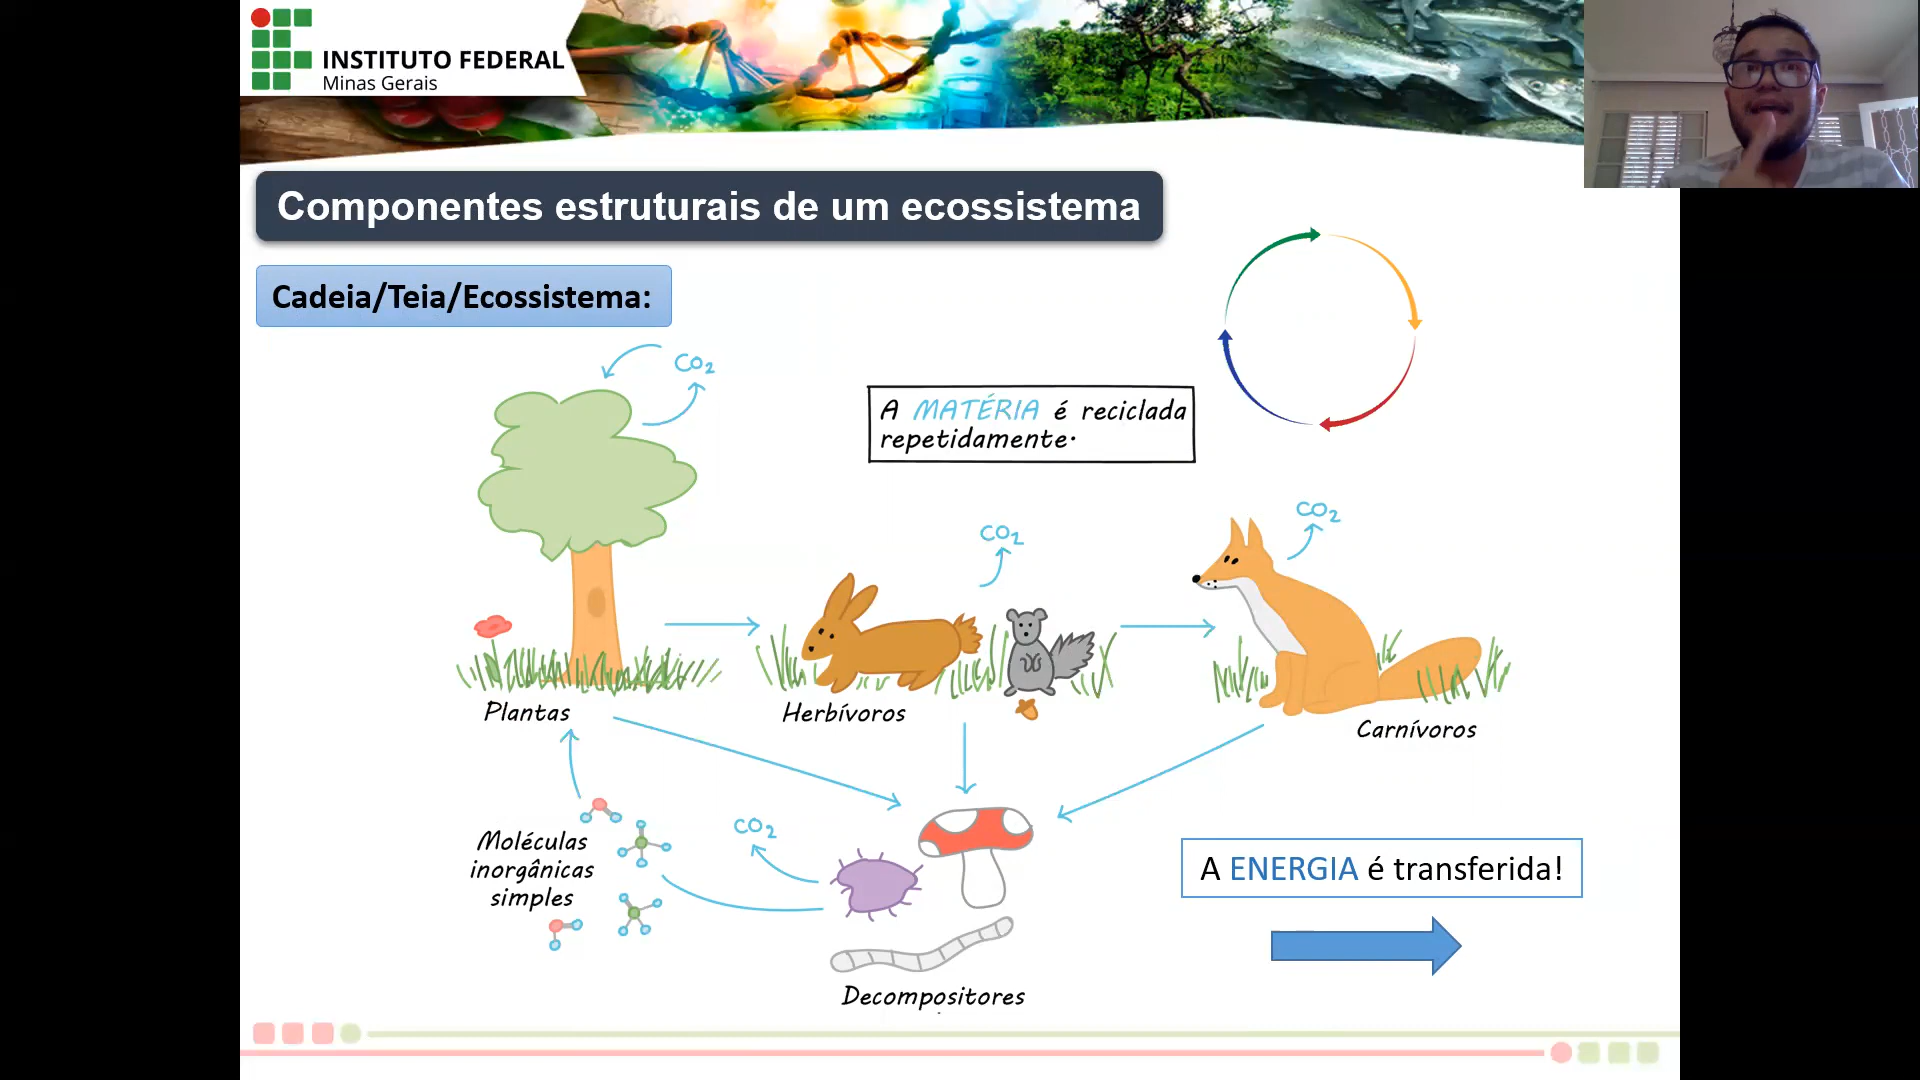 INSTITUTO FEDERAL
Minas Gerais
Componentes estruturais de um ecossistema
Cadeia/Teia/Ecossistema:
CO2
A MATÉRIA é reciclada
repetidamente.
CO2
CO2
Plantas
Herbívoros
Carnívoros
Moléculas
inorgânicas
simples
CO2
A ENERGIA é transferida!
Decompositores